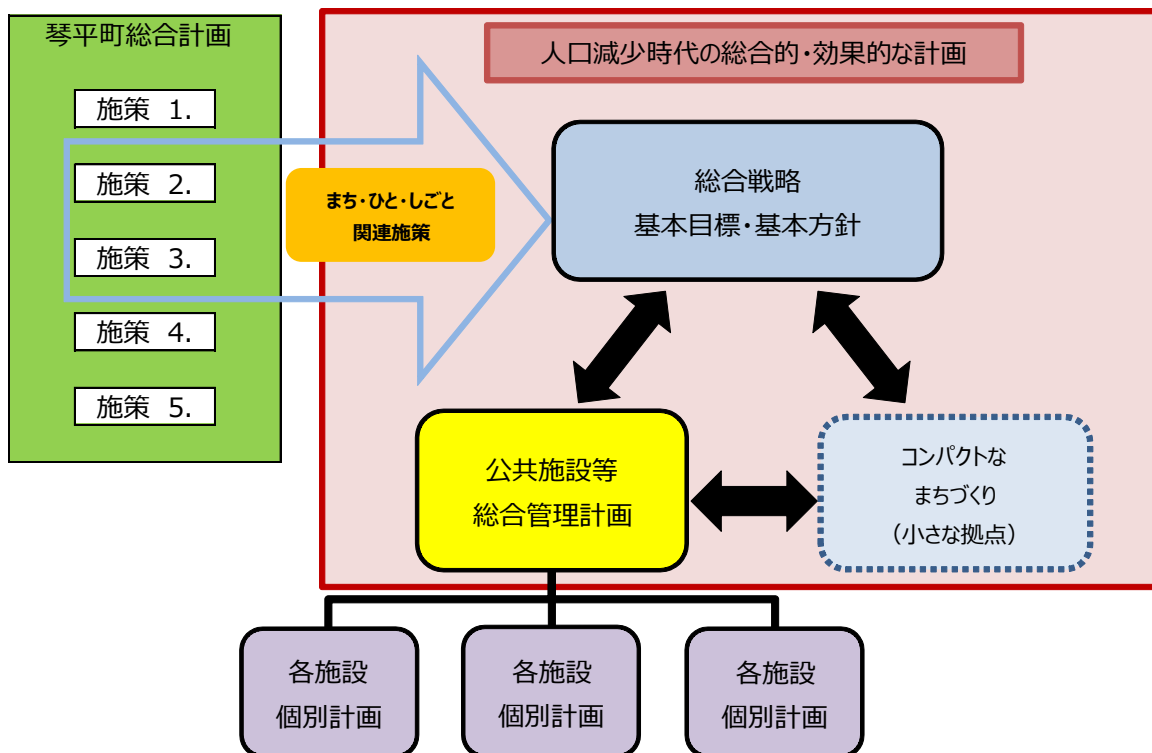 琴平町総合計画
施策 1.
施策 2.
施策 3.
施策 4.
施策 5.
まち・ひと・しごと
関連施策
人口減少時代の総合的・効果的な計画
総合戦略
基本目標・基本方針
公共施設等
総合管理計画
コンパクトな
まちづくり
(小さな拠点)
各施設
個別計画
各施設
個別計画
各施設
個別計画